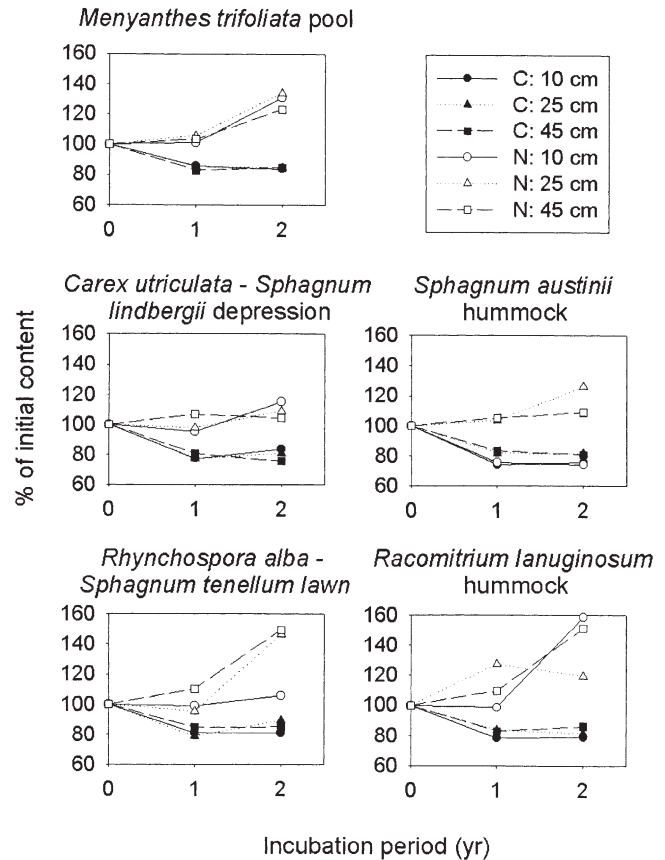 Menyanthes trifoliata pool
160
140
120
100
80
60
0 1 2
C: 10 cm
C: 25 cm
C: 45 cm
N: 10 cm
N: 25 cm
N: 45 cm
% of initial content
Carex utriculata - Sphagnum
lindbergii depression
160
140
120
100
80
60
0 1 2
Sphagnum austinii
hummock
160
140
120
100
80
60
0 1 2
Rhynchospora alba -
Sphagnum tenellum lawn
160
140
120
100
80
60
0 1 2
Racomitrium lanuginosum
hummock
160
140
120
100
80
60
0 1 2
Incubation period (yr)